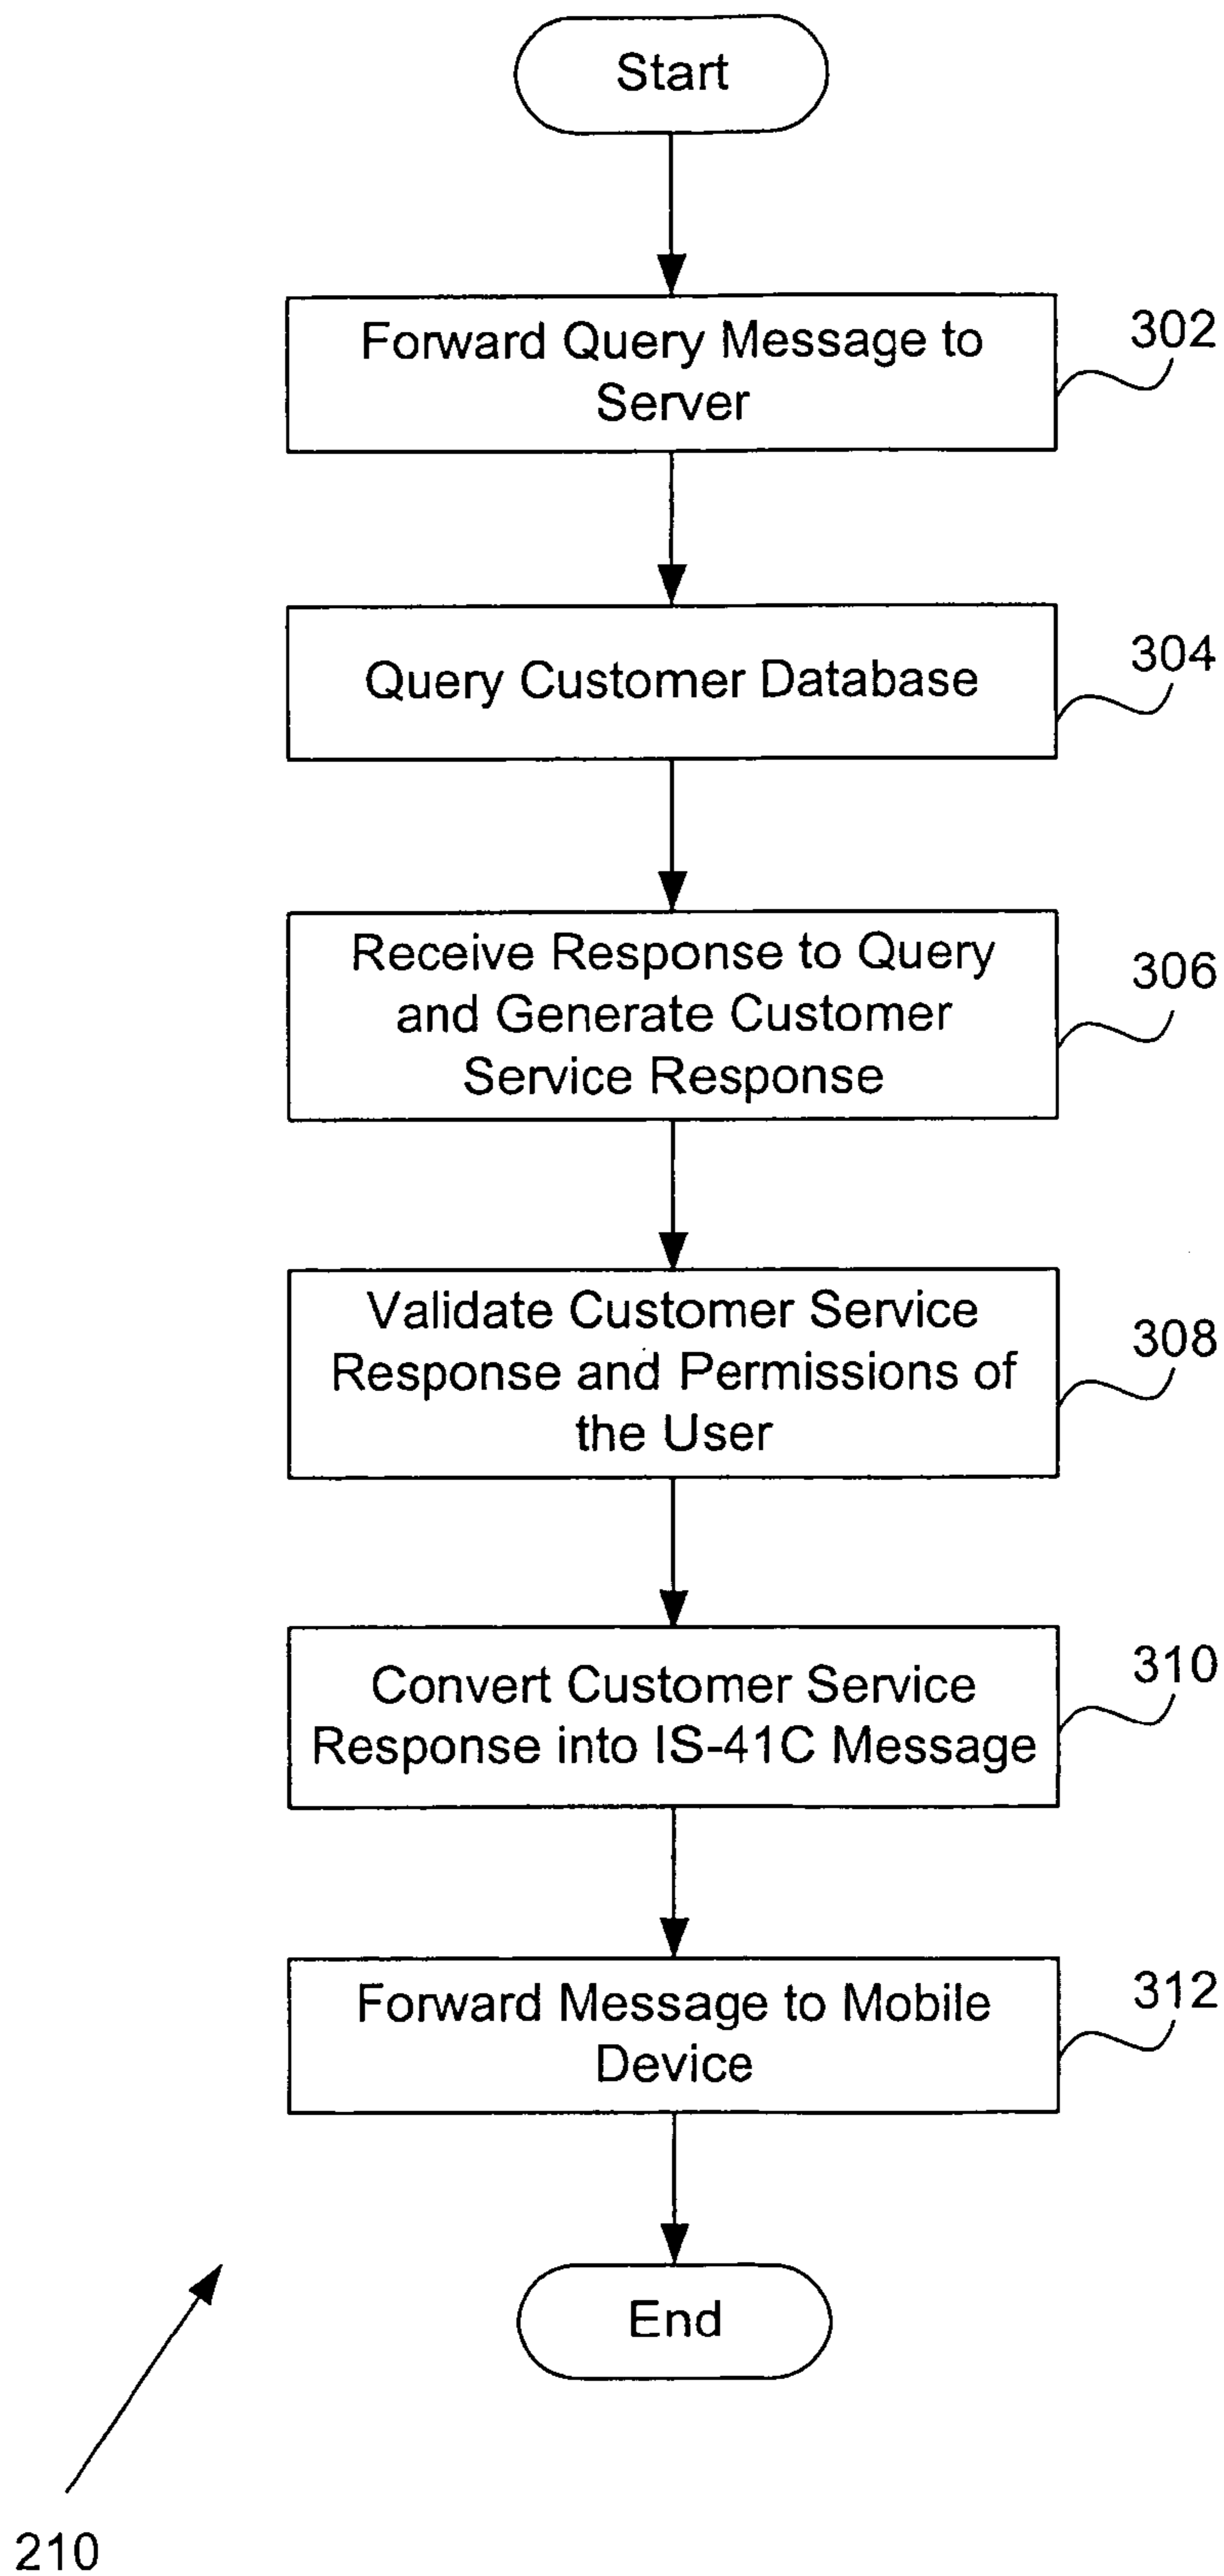 Start
Forward Query Message to
Server
302
Query Customer Database
304
Receive Response to Query
and Generate Customer
Service Response
306
Validate Customer Service
Response and Permissions of
the User
308
Convert Customer Service
Response into IS-41C Message
310
Forward Message to Mobile
Device
312
End
210